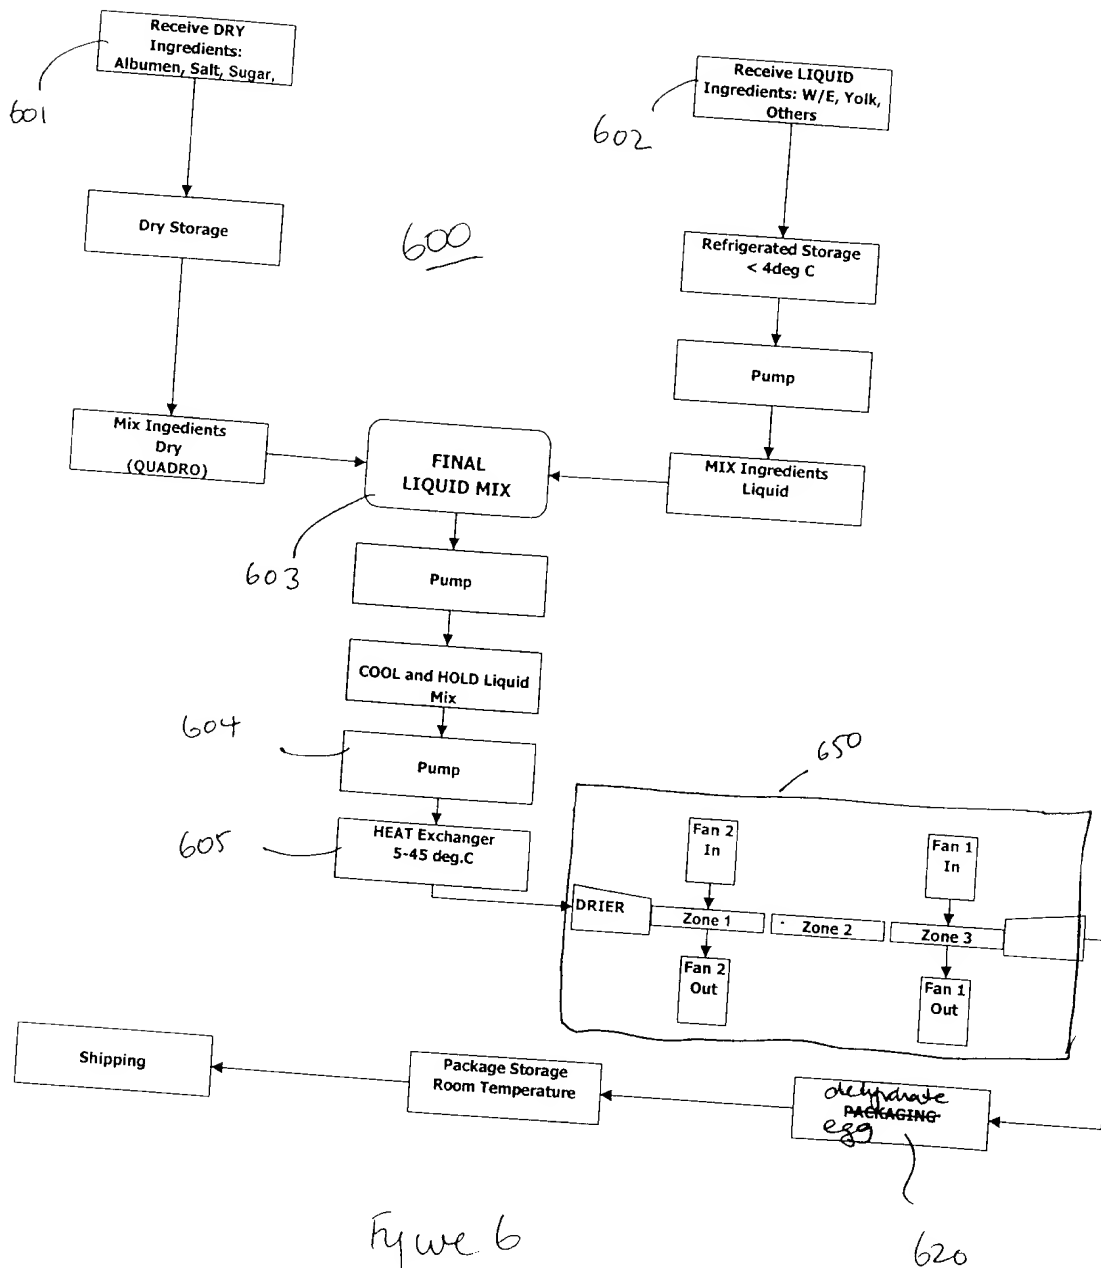 Receive DRY
Ingredients:
Albumen, Salt, Sugar,
601
Receive LIQUID
Ingredients: W/E, Yolk,
Others
602
Dry Storage
600
Refrigerated Storage
< 4deg C
Pump
Mix Ingedients
Dry
(QUADRO)
FINAL
LIQUID MIX
MIX Ingredients
Liquid
603
Pump
COOL and HOLD Liquid
Mix
604
Pump
605
HEAT Exchanger
5-45 deg.C
650
Fan 2
In
Fan 1
In
DRIER
Zone 1
Zone 2
Zone 3
Fan 2
Out
Fan 1
Out
Shipping
Package Storage
Room Temperature
dehydrate
PACKAGING
egg
620
Figure 6